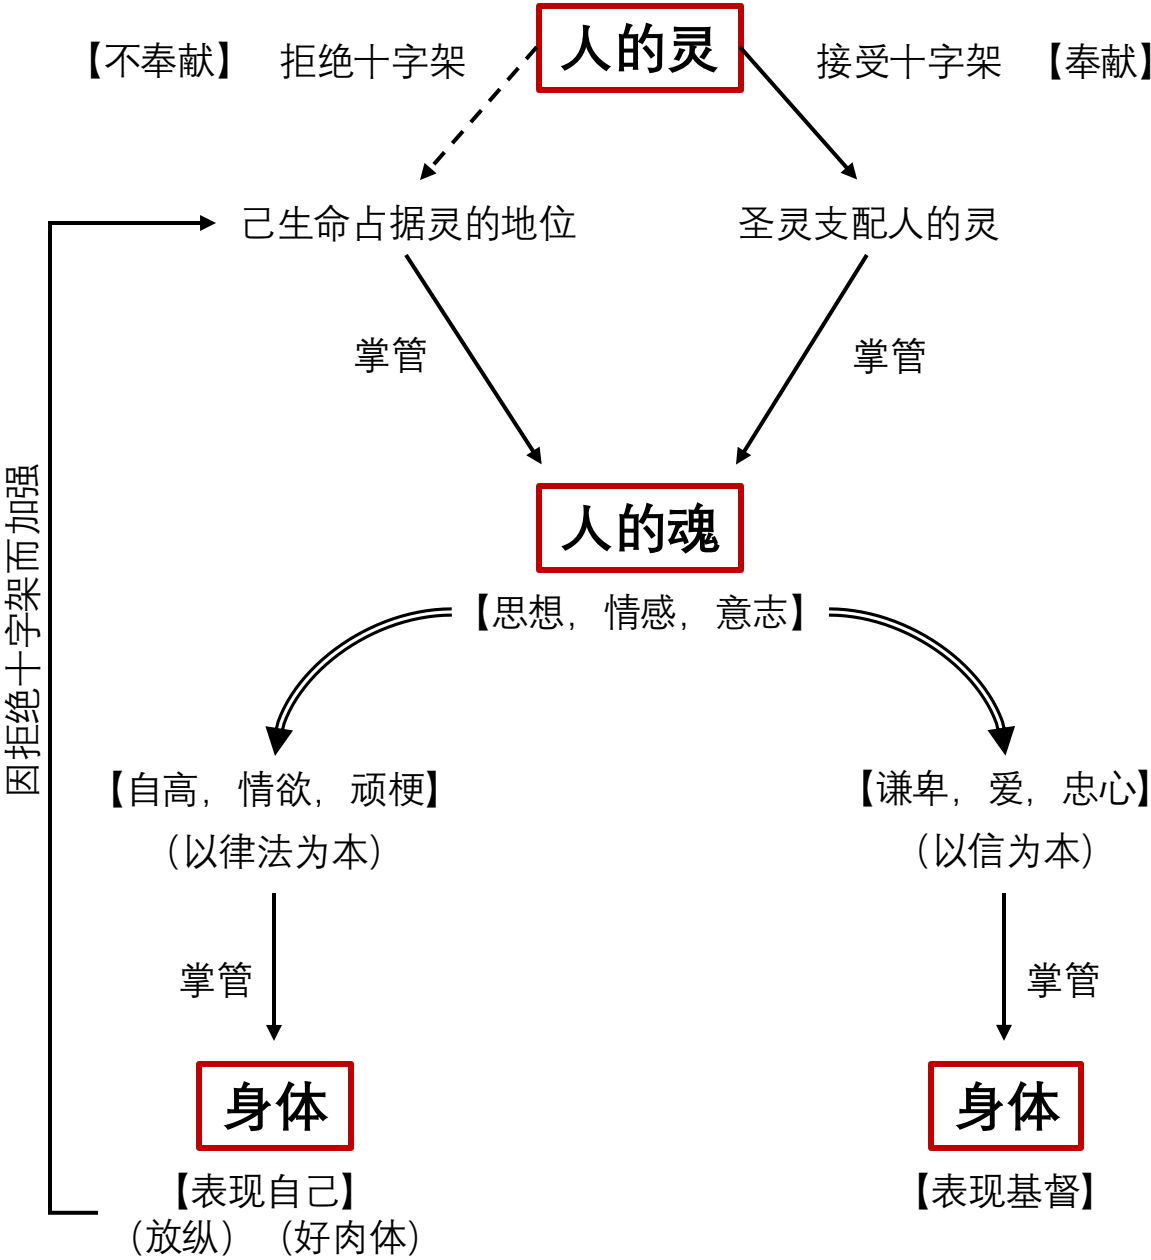 人的灵
【不奉献】 拒绝十字架
接受十字架 【奉献】
己生命占据灵的地位
圣灵支配人的灵
掌管
掌管
因拒绝十字架而加强
人的魂
【思想, 情感, 意志】
【自高, 情欲, 顽梗】
(以律法为本)
【谦卑, 爱, 忠心】
(以信为本)
掌管
掌管
身体
身体
【表现自己】
(放纵) (好肉体)
【表现基督】